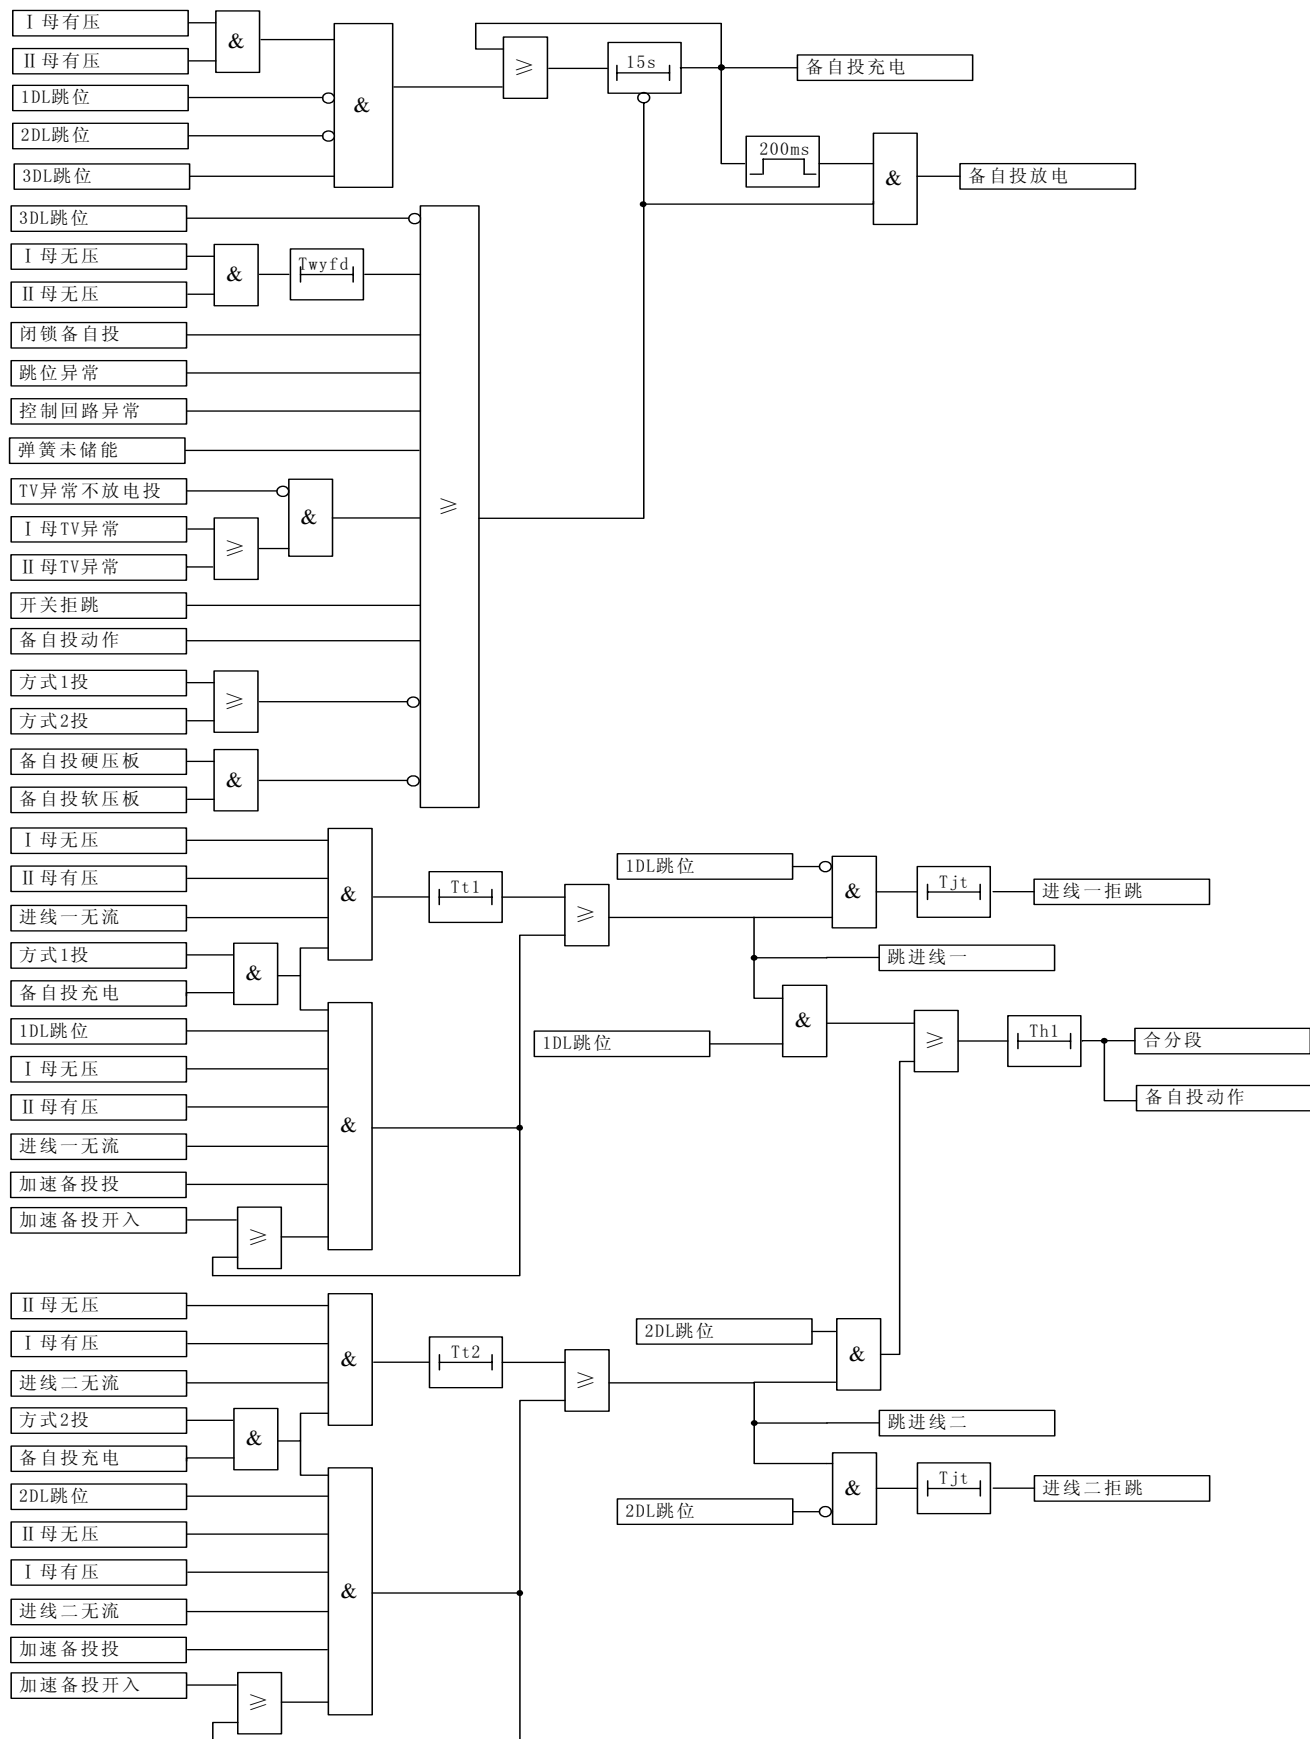 Ⅰ母有压
&
Ⅱ母有压
1DL跳位
2DL跳位
3DL跳位
&
≥
15s
备自投充电
200ms
&
备自投放电
3DL跳位
Ⅰ母无压
Ⅱ母无压
&
Twyfd
闭锁备自投
跳位异常
控制回路异常
弹簧未储能
TV异常不放电投
Ⅰ母TV异常
Ⅱ母TV异常
≥
&
≥
开关拒跳
备自投动作
方式1投
方式2投
≥
备自投硬压板
备自投软压板
&
Ⅰ母无压
Ⅱ母有压
进线一无流
方式1投
备自投充电
&
&
Tt1
≥
1DL跳位
&
Tjt
进线一拒跳
跳进线一
1DL跳位
&
≥
Th1
合分段
备自投动作
1DL跳位
Ⅰ母无压
Ⅱ母有压
进线一无流
加速备投投
加速备投开入
≥
&
Ⅱ母无压
Ⅰ母有压
进线二无流
方式2投
备自投充电
&
&
Tt2
≥
2DL跳位
&
跳进线二
2DL跳位
&
Tjt
进线二拒跳
2DL跳位
Ⅱ母无压
Ⅰ母有压
进线二无流
加速备投投
加速备投开入
≥
&